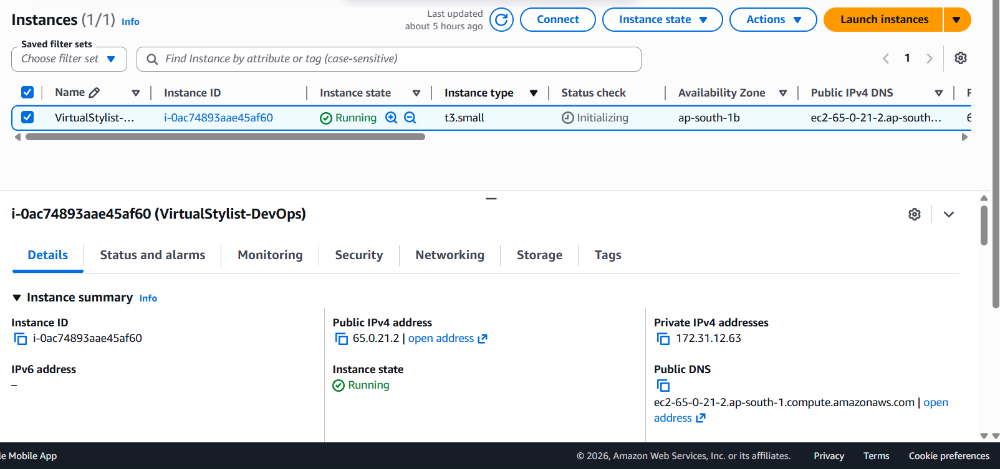 Instances (1/1) Info
Last updated
about 5 hours ago
Connect
Instance state
Actions
Launch instances
Saved filter sets
Choose filter set
Find Instance by attribute or tag (case-sensitive)
1
Name Instance ID Instance state Instance type Status check Availability Zone Public IPv4 DNS
VirtualStylist-... i-0ac74893aae45af60 Running t3.small Initializing ap-south-1b ec2-65-0-21-2.ap-south...
i-0ac74893aae45af60 (VirtualStylist-DevOps)
Details Status and alarms Monitoring Security Networking Storage Tags
Instance summary Info
Instance ID
i-0ac74893aae45af60
Public IPv4 address
65.0.21.2 | open address
Private IPv4 addresses
172.31.12.63
IPv6 address
–
Instance state
Running
Public DNS
ec2-65-0-21-2.ap-south-1.compute.amazonaws.com | open
address
Mobile App
© 2026, Amazon Web Services, Inc. or its affiliates. Privacy Terms Cookie preferences